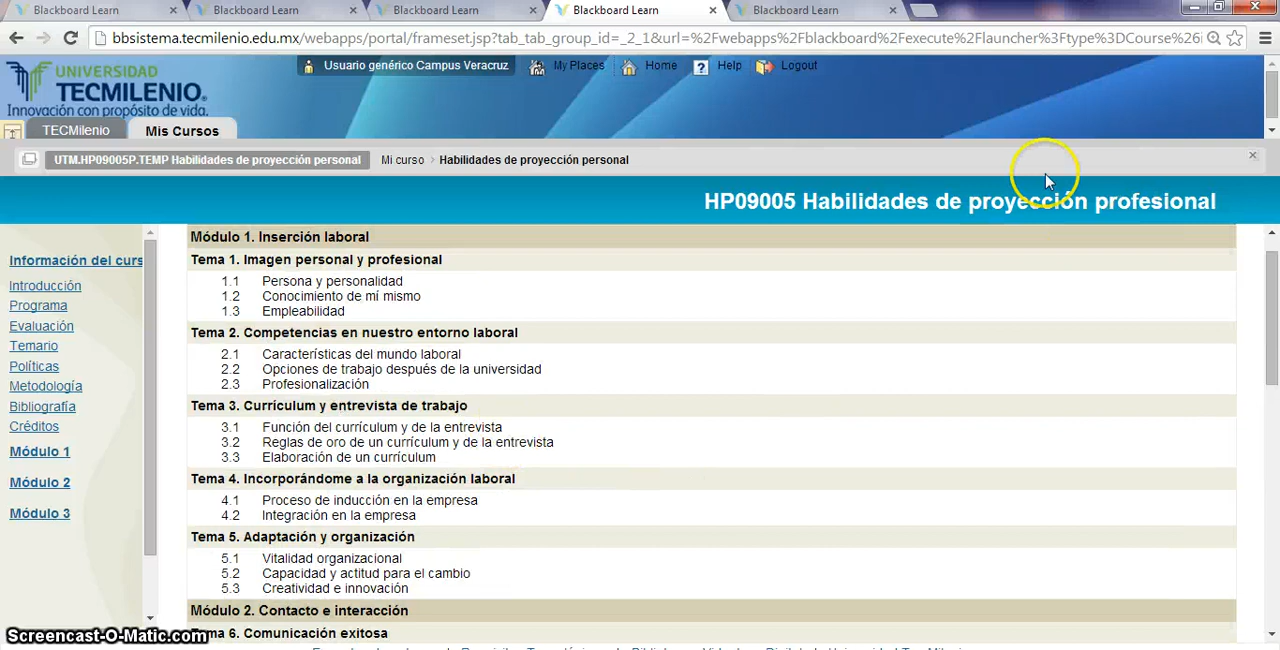 Blackboard Learn
Blackboard Learn
Blackboard Learn
Blackboard Learn
Blackboard Learn
bbsistema.tecmilenio.edu.mx/webapps/portal/frameset.jsp?tab_tab_group_id=_2_1&url=%2Fwebapps%2Fblackboard%2Fexecute%2Flauncher%3Ftype%3DCourse%26i
UNIVERSIDAD
TECMILENIO
Innovación con propósito de vida.
Usuario genérico Campus Veracruz
My Places
Home
Help
Logout
TECMilenio
Mis Cursos
UTM.HP09005P.TEMP Habilidades de proyección personal
Mi curso
Habilidades de proyección personal
HP09005 Habilidades de proyección profesional
Información del curs
Introducción
Programa
Evaluación
Temario
Políticas
Metodología
Bibliografía
Créditos
Módulo 1
Módulo 2
Módulo 3
Módulo 1. Inserción laboral
Tema 1. Imagen personal y profesional
1.1 Persona y personalidad
1.2 Conocimiento de mí mismo
1.3 Empleabilidad
Tema 2. Competencias en nuestro entorno laboral
2.1 Características del mundo laboral
2.2 Opciones de trabajo después de la universidad
2.3 Profesionalización
Tema 3. Currículum y entrevista de trabajo
3.1 Función del currículum y de la entrevista
3.2 Reglas de oro de un currículum y de la entrevista
3.3 Elaboración de un currículum
Tema 4. Incorporándome a la organización laboral
4.1 Proceso de inducción en la empresa
4.2 Integración en la empresa
Tema 5. Adaptación y organización
5.1 Vitalidad organizacional
5.2 Capacidad y actitud para el cambio
5.3 Creatividad e innovación
Módulo 2. Contacto e interacción
Tema 6. Comunicación exitosa
Screencast-O-Matic.com